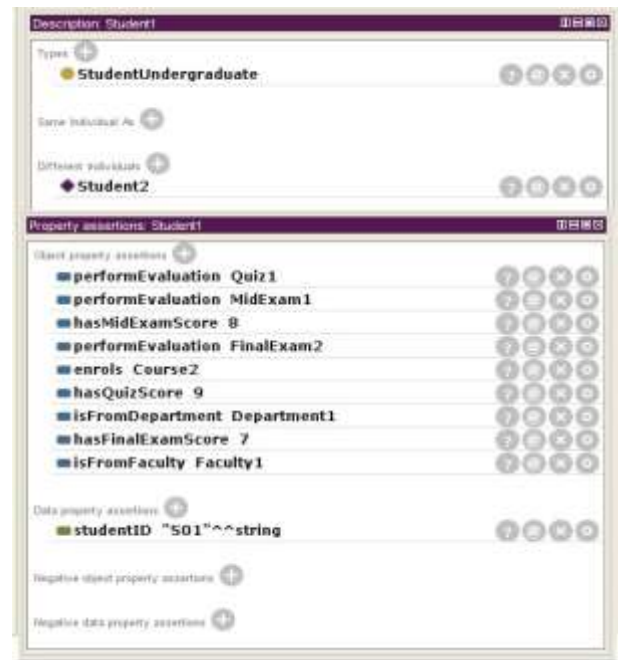 Description: Student1
Types
StudentUndergraduate
Same Individual As
Different Individuals
Student2
Property assertions: Student1
Object property assertions
performEvaluation Quiz1
performEvaluation MidExam1
hasMidExamScore 8
performEvaluation FinalExam2
enrols Course2
hasQuizScore 9
isFromDepartment Department1
hasFinalExamScore 7
isFromFaculty Faculty1
Data property assertions
studentID "S01"^^string
Negative object property assertions
Negative data property assertions